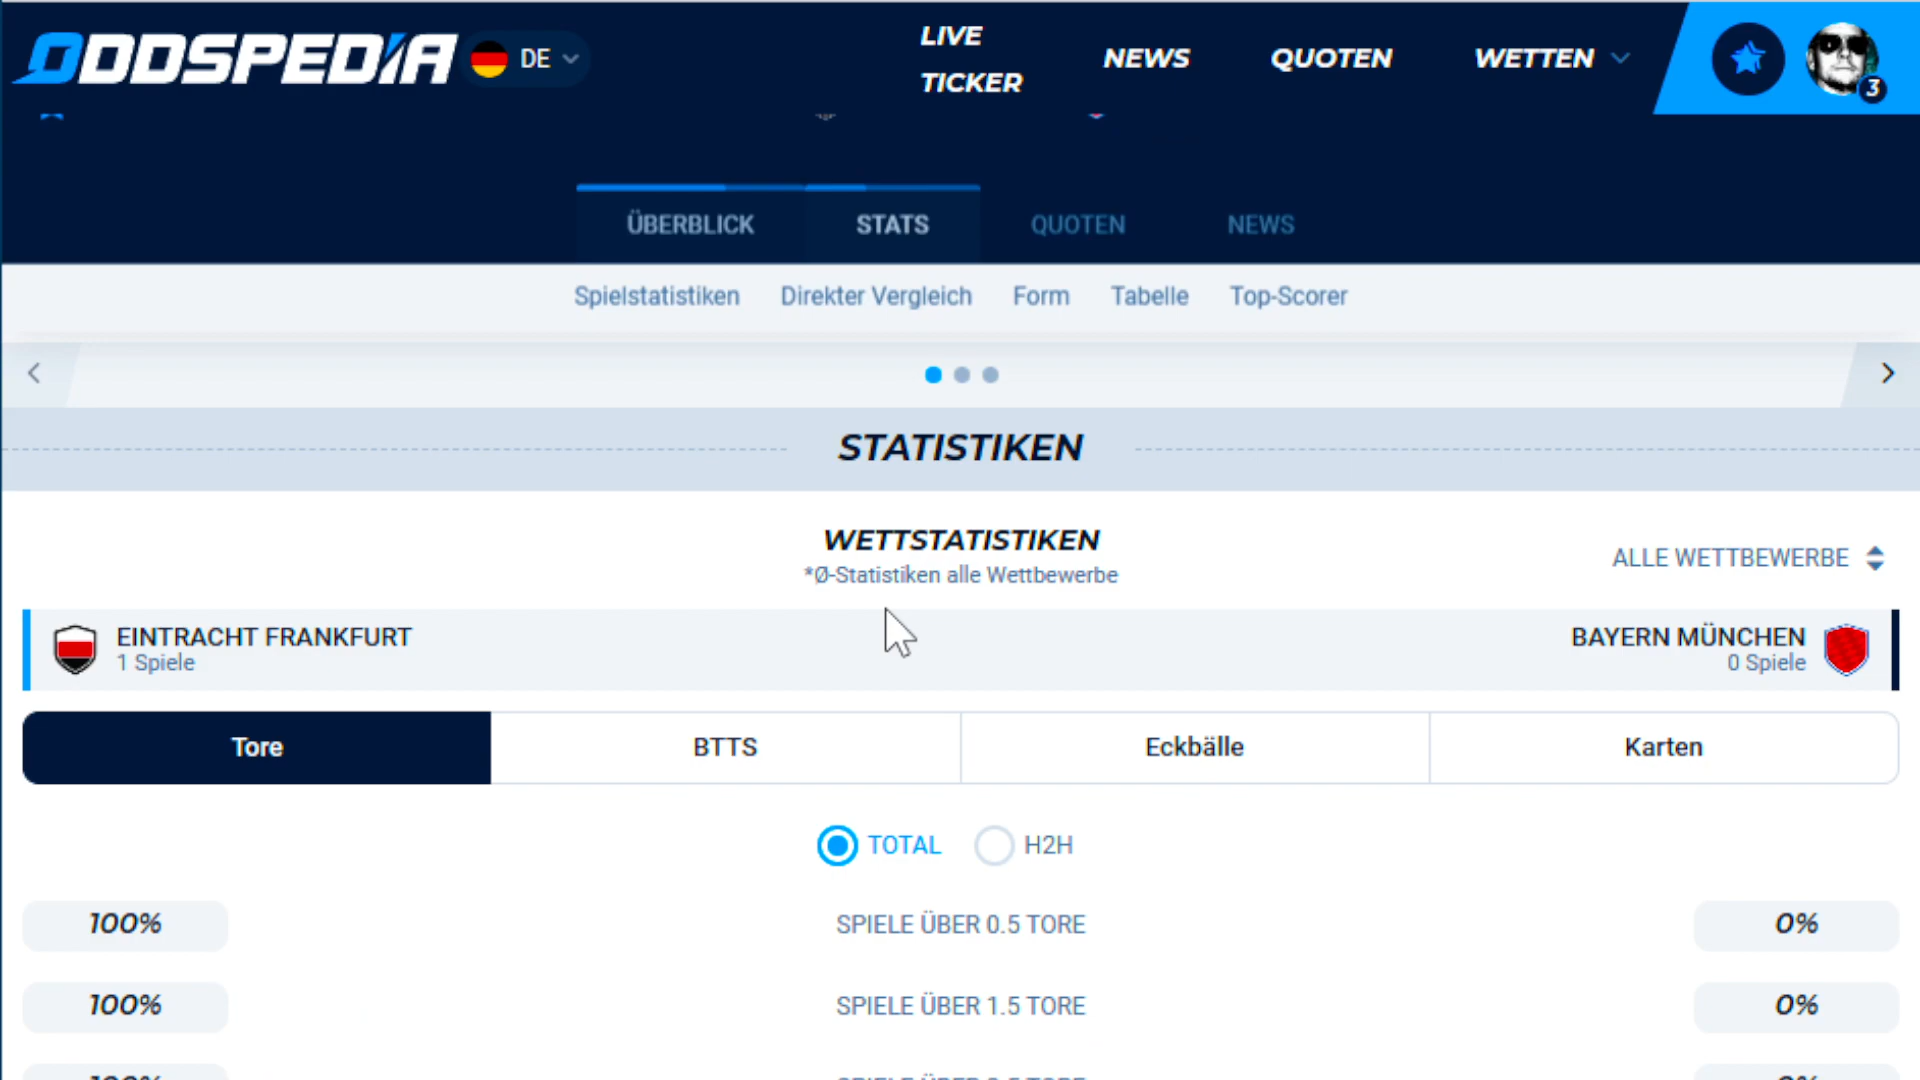 ODDSPEDIA
DE
LIVE
TICKER
NEWS
QUOTEN
WETTEN
3
ÜBERBLICK
STATS
QUOTEN
NEWS
Spielstatistiken
Direkter Vergleich
Form
Tabelle
Top-Scorer
STATISTIKEN
WETTSTATISTIKEN
*Ø-Statistiken alle Wettbewerbe
ALLE WETTBEWERBE
EINTRACHT FRANKFURT
1 Spiele
BAYERN MÜNCHEN
0 Spiele
Tore
BTTS
Eckbälle
Karten
TOTAL
H2H
100%
SPIELE ÜBER 0.5 TORE
0%
100%
SPIELE ÜBER 1.5 TORE
0%